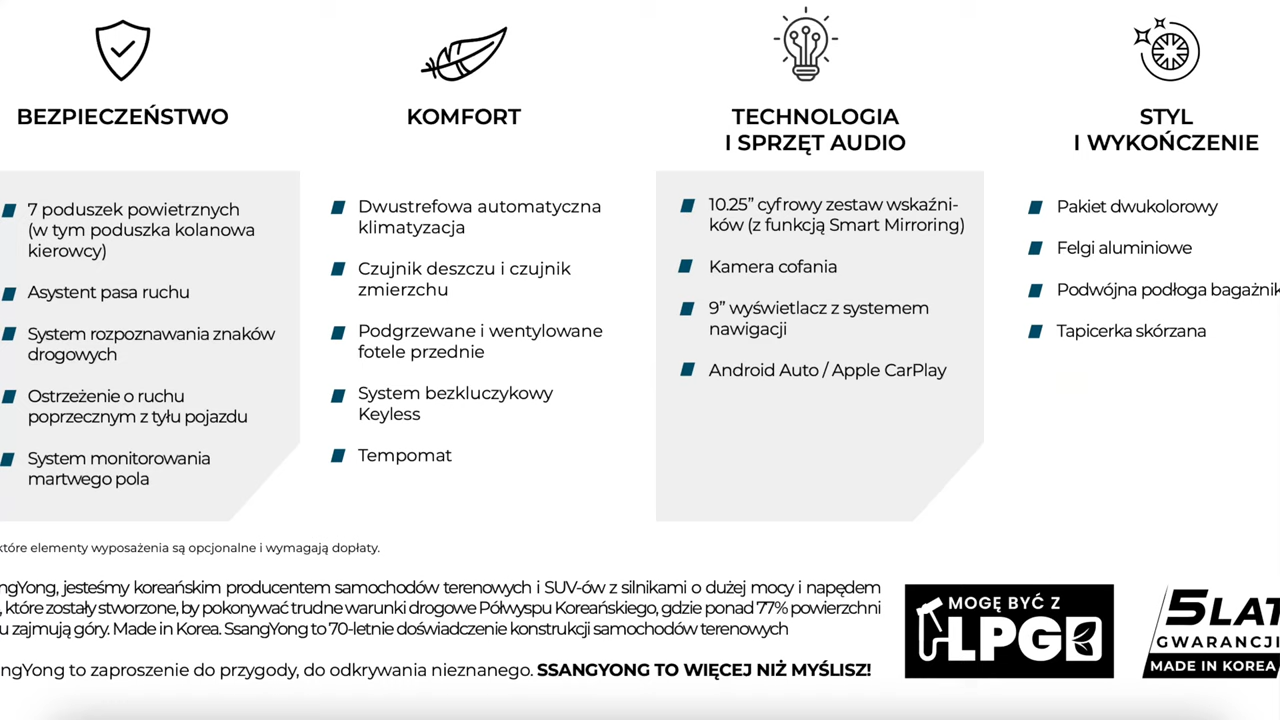 BEZPIECZEŃSTWO
7 poduszek powietrznych
(w tym poduszka kolanowa
kierowcy)
Asystent pasa ruchu
System rozpoznawania znaków
drogowych
Ostrzeżenie o ruchu
poprzecznym z tyłu pojazdu
System monitorowania
martwego pola
KOMFORT
Dwustrefowa automatyczna
klimatyzacja
Czujnik deszczu i czujnik
zmierzchu
Podgrzewane i wentylowane
fotele przednie
System bezkluczykowy
Keyless
Tempomat
TECHNOLOGIA
I SPRZĘT AUDIO
10.25” cyfrowy zestaw wskaźni-
ków (z funkcją Smart Mirroring)
Kamera cofania
9” wyświetlacz z systemem
nawigacji
Android Auto / Apple CarPlay
STYL
I WYKOŃCZENIE
Pakiet dwukolorowy
Felgi aluminiowe
Podwójna podłoga bagażnik
Tapicerka skórzana
które elementy wyposażenia są opcjonalne i wymagają dopłaty.
ngYong, jesteśmy koreańskim producentem samochodów terenowych i SUV-ów z silnikami o dużej mocy i napędem
, które zostały stworzone, by pokonywać trudne warunki drogowe Półwyspu Koreańskiego, gdzie ponad 77% powierzchni
u zajmują góry. Made in Korea. SsangYong to 70-letnie doświadczenie konstrukcji samochodów terenowych
ngYong to zaproszenie do przygody, do odkrywania nieznanego. SSANGYONG TO WIĘCEJ NIŻ MYŚLISZ!
MOGĘ BYĆ Z
LPG
5 LAT
GWARANCJI
MADE IN KOREA